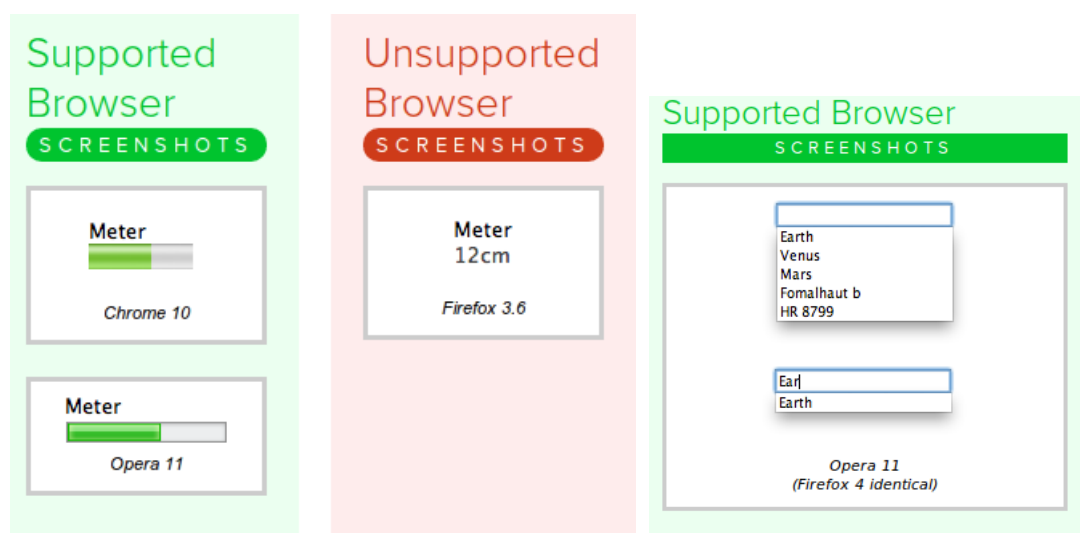 Supported
Browser
SCREENSHOTS
Meter
Chrome 10
Meter
Opera 11
Unsupported
Browser
SCREENSHOTS
Meter
12cm
Firefox 3.6
Supported Browser
SCREENSHOTS
Earth
Venus
Mars
Fomalhaut b
HR 8799
Ear
Earth
Opera 11
(Firefox 4 identical)